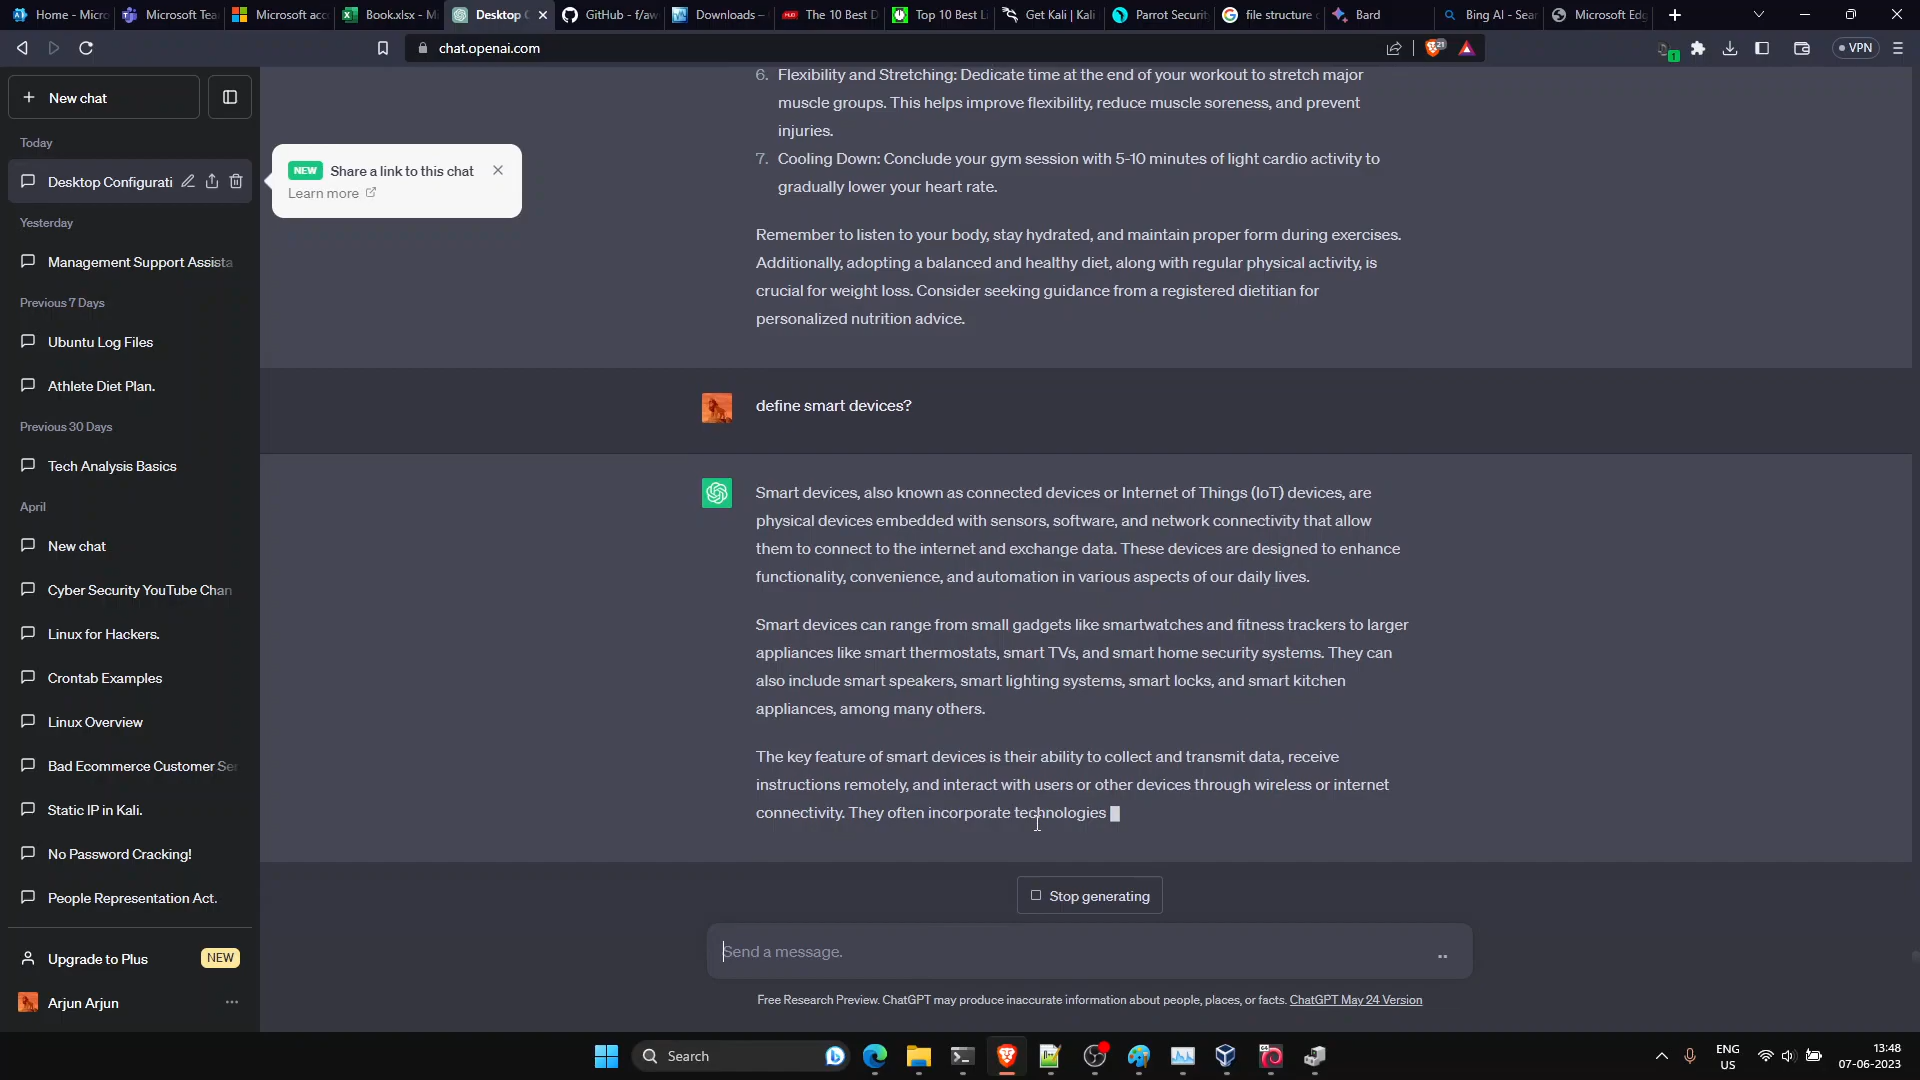 Home - Micro
Microsoft Tea
Microsoft acc
Book.xlsx - M
Desktop C
GitHub - f/aw
Downloads –
The 10 Best D
Top 10 Best Li
Get Kali | Kali
Parrot Securit
file structure c
Bard
Bing AI - Sear
Microsoft Edg
chat.openai.com
21
VPN
1
New chat
Today
Desktop Configurati
Yesterday
Management Support Assista
Previous 7 Days
Ubuntu Log Files
Athlete Diet Plan.
Previous 30 Days
Tech Analysis Basics
April
New chat
Cyber Security YouTube Chan
Linux for Hackers.
Crontab Examples
Linux Overview
Bad Ecommerce Customer Ser
Static IP in Kali.
No Password Cracking!
People Representation Act.
Upgrade to Plus NEW
Arjun Arjun
NEW Share a link to this chat
Learn more
6. Flexibility and Stretching: Dedicate time at the end of your workout to stretch major
muscle groups. This helps improve flexibility, reduce muscle soreness, and prevent
injuries.
7. Cooling Down: Conclude your gym session with 5-10 minutes of light cardio activity to
gradually lower your heart rate.
Remember to listen to your body, stay hydrated, and maintain proper form during exercises.
Additionally, adopting a balanced and healthy diet, along with regular physical activity, is
crucial for weight loss. Consider seeking guidance from a registered dietitian for
personalized nutrition advice.
define smart devices?
Smart devices, also known as connected devices or Internet of Things (IoT) devices, are
physical devices embedded with sensors, software, and network connectivity that allow
them to connect to the internet and exchange data. These devices are designed to enhance
functionality, convenience, and automation in various aspects of our daily lives.
Smart devices can range from small gadgets like smartwatches and fitness trackers to larger
appliances like smart thermostats, smart TVs, and smart home security systems. They can
also include smart speakers, smart lighting systems, smart locks, and smart kitchen
appliances, among many others.
The key feature of smart devices is their ability to collect and transmit data, receive
instructions remotely, and interact with users or other devices through wireless or internet
connectivity. They often incorporate technologies
Stop generating
Send a message.
Free Research Preview. ChatGPT may produce inaccurate information about people, places, or facts. ChatGPT May 24 Version
Search
ENG
US
13:48
07-06-2023